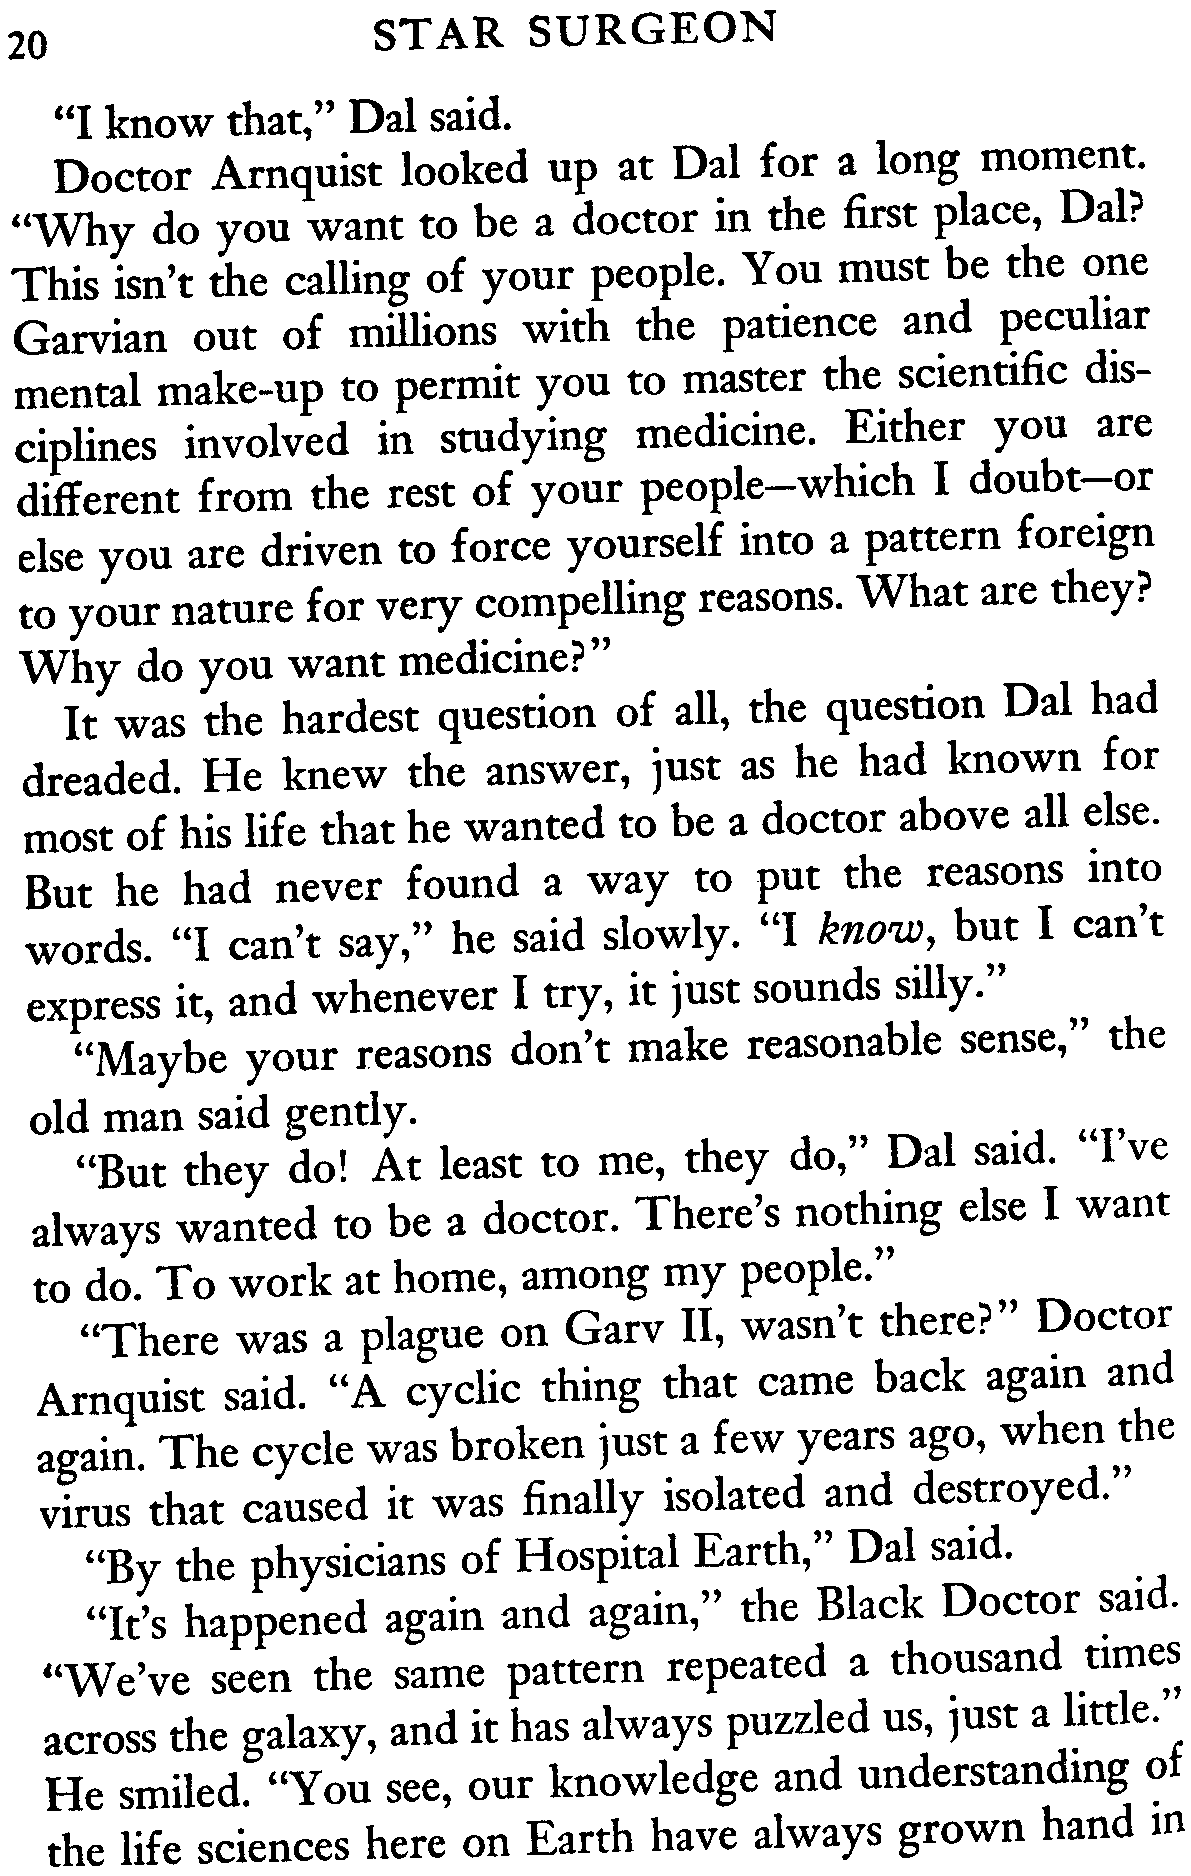 20 STAR SURGEON
“I know that,” Dal said.
Doctor Arnquist looked up at Dal for a long moment.
“Why do you want to be a doctor in the first place, Dal?
This isn’t the calling of your people. You must be the one
Garvian out of millions with the patience and peculiar
mental make-up to permit you to master the scientific dis-
ciplines involved in studying medicine. Either you are
different from the rest of your people—which I doubt—or
else you are driven to force yourself into a pattern foreign
to your nature for very compelling reasons. What are they?
Why do you want medicine?”
It was the hardest question of all, the question Dal had
dreaded. He knew the answer, just as he had known for
most of his life that he wanted to be a doctor above all else.
But he had never found a way to put the reasons into
words. “I can’t say,” he said slowly. “I know, but I can’t
express it, and whenever I try, it just sounds silly.”
“Maybe your reasons don’t make reasonable sense,” the
old man said gently.
“But they do! At least to me, they do,” Dal said. “I’ve
always wanted to be a doctor. There’s nothing else I want
to do. To work at home, among my people.”
“There was a plague on Garv II, wasn’t there?” Doctor
Arnquist said. “A cyclic thing that came back again and
again. The cycle was broken just a few years ago, when the
virus that caused it was finally isolated and destroyed.”
“By the physicians of Hospital Earth,” Dal said.
“It’s happened again and again,” the Black Doctor said.
“We’ve seen the same pattern repeated a thousand times
across the galaxy, and it has always puzzled us, just a little.”
He smiled. “You see, our knowledge and understanding of
the life sciences here on Earth have always grown hand in